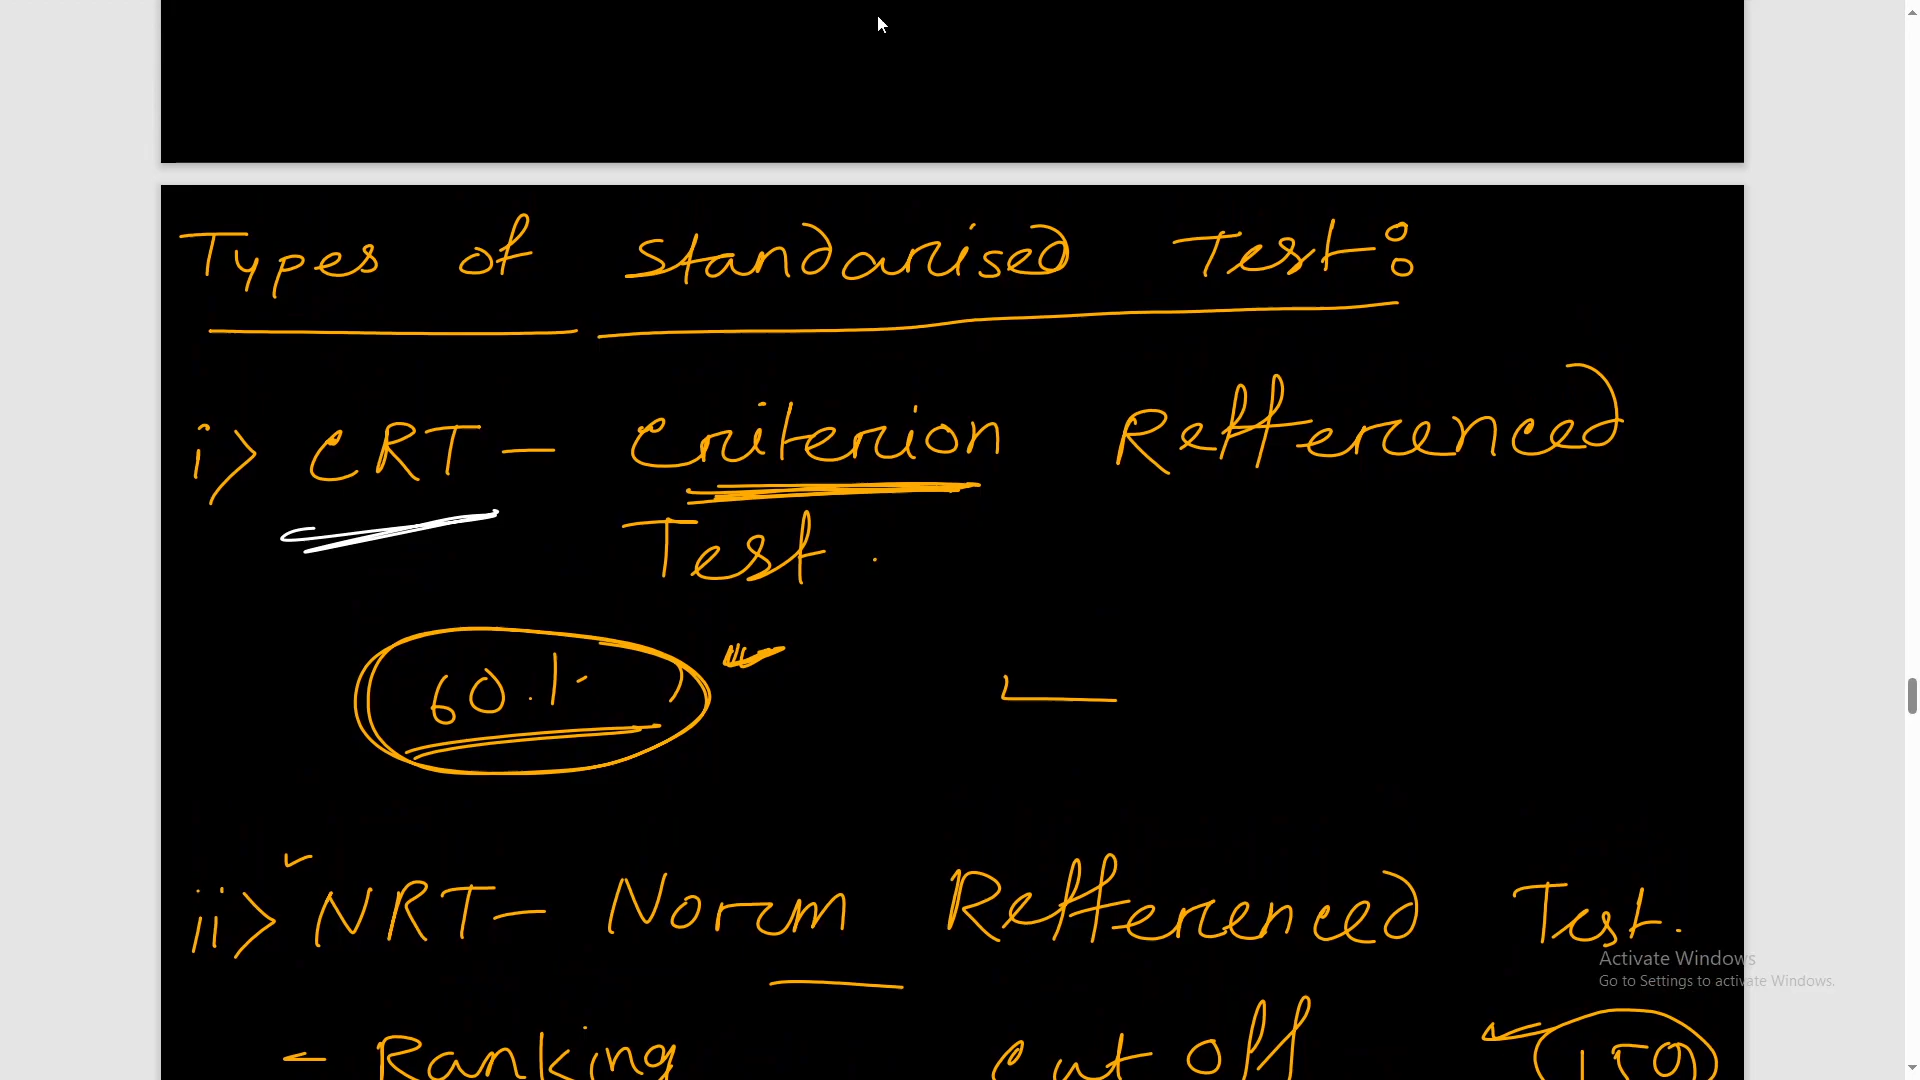 Types of Standarised Test:
i> CRT - Criterion Refferenced
Test.
60%
ii> NRT - Norm Refferenced Test.
Activate Windows
Go to Settings to activate Windows.
- Ranking cut off 150